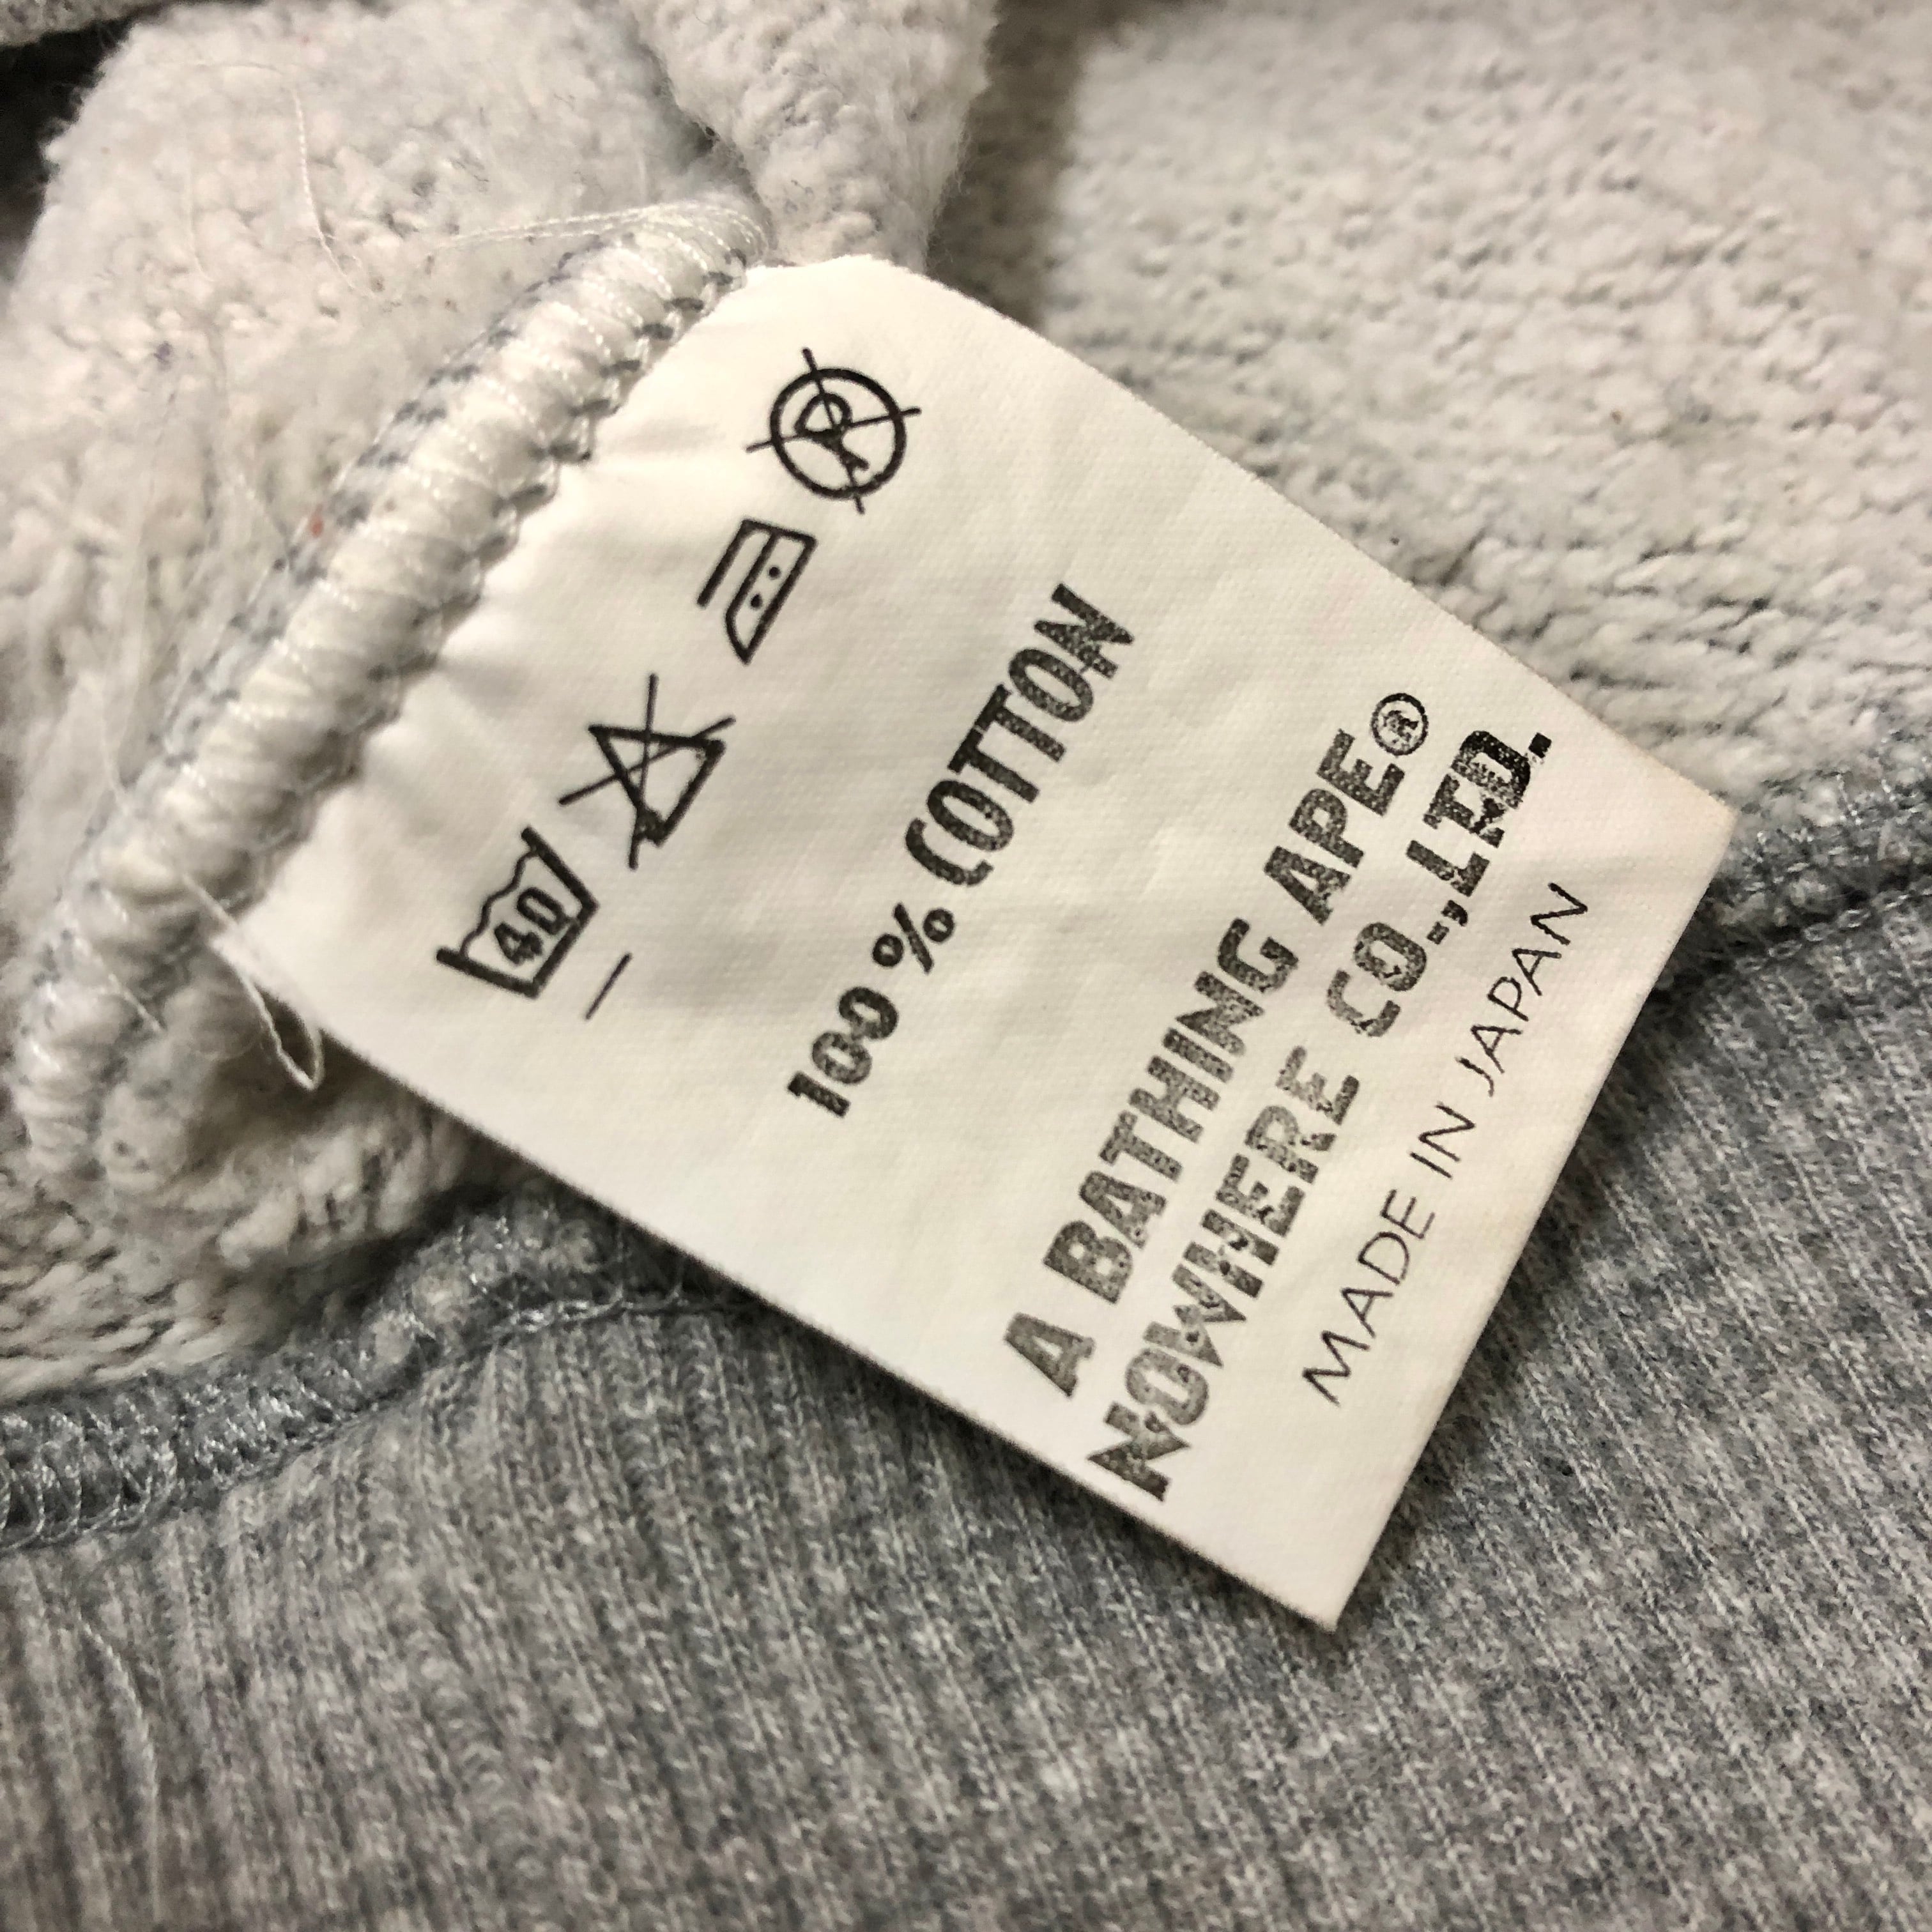 40
P
100% COTTON
A BATHING APE®
NOWHERE CO.,LTD.
MADE IN JAPAN